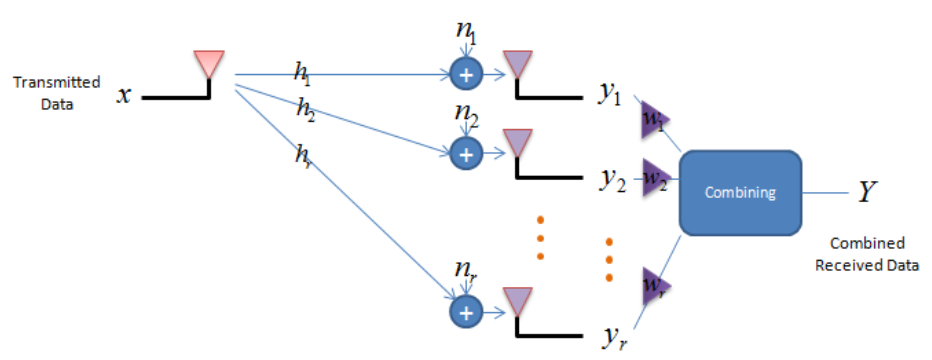 n₁
Transmitted
Data
x
h₁
+
y₁
w₁
h₂
n₂
+
y₂
w₂
Combining
Y
hᵣ
Combined
Received Data
nᵣ
+
wᵣ
yᵣ